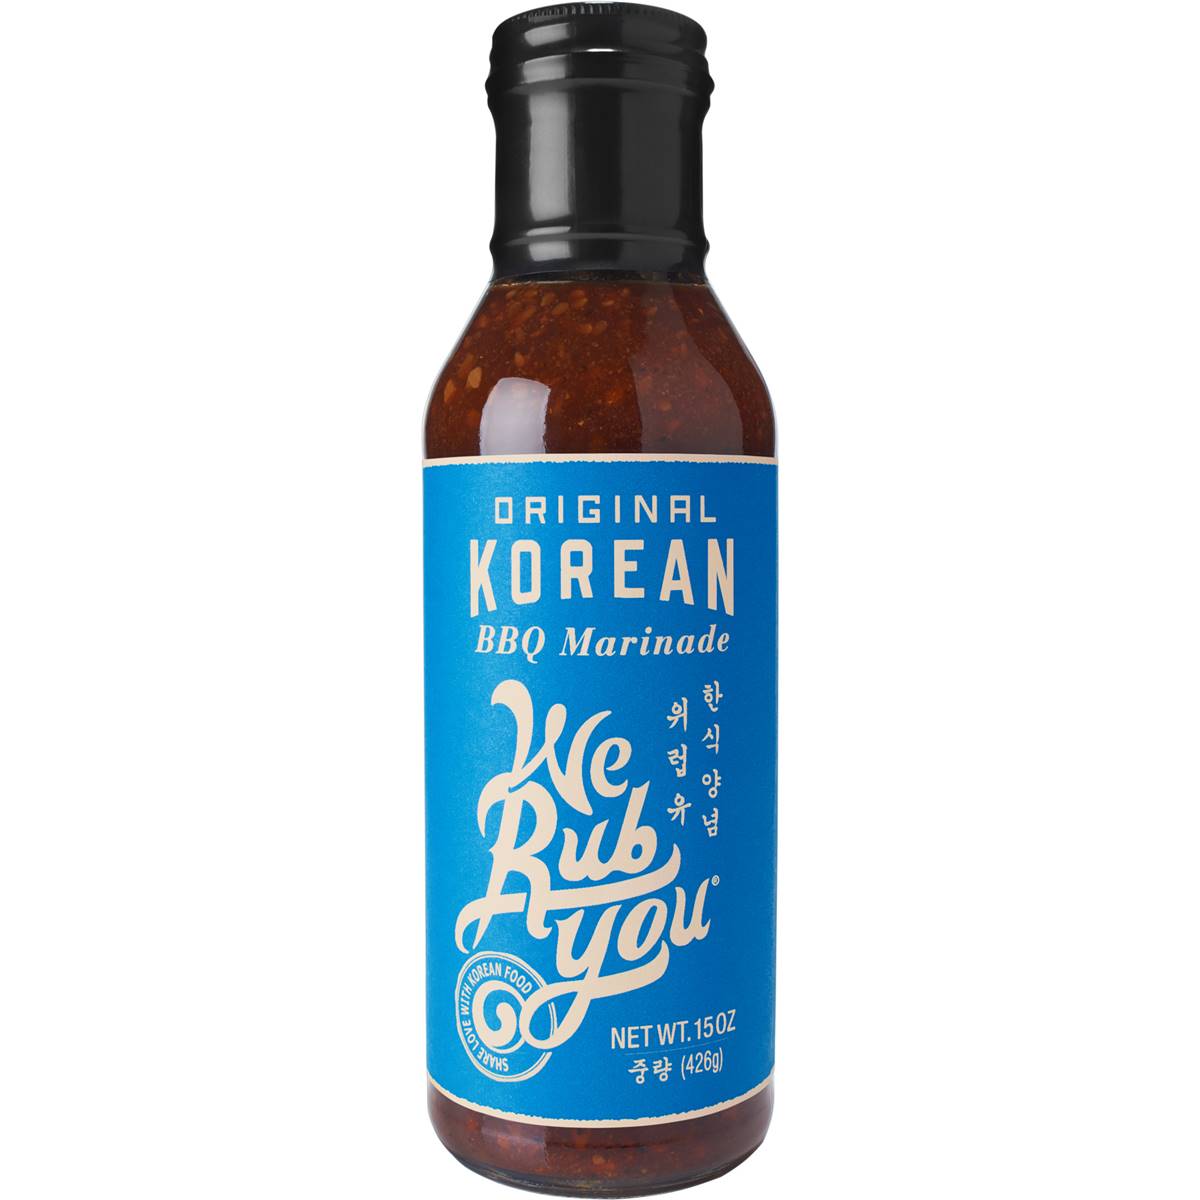 ORIGINAL
KOREAN
BBQ Marinade
We
Rub
you®
한식양념
위럽유
SHARE LOVE WITH KOREAN FOOD
NET WT. 15 OZ
중량 (426g)